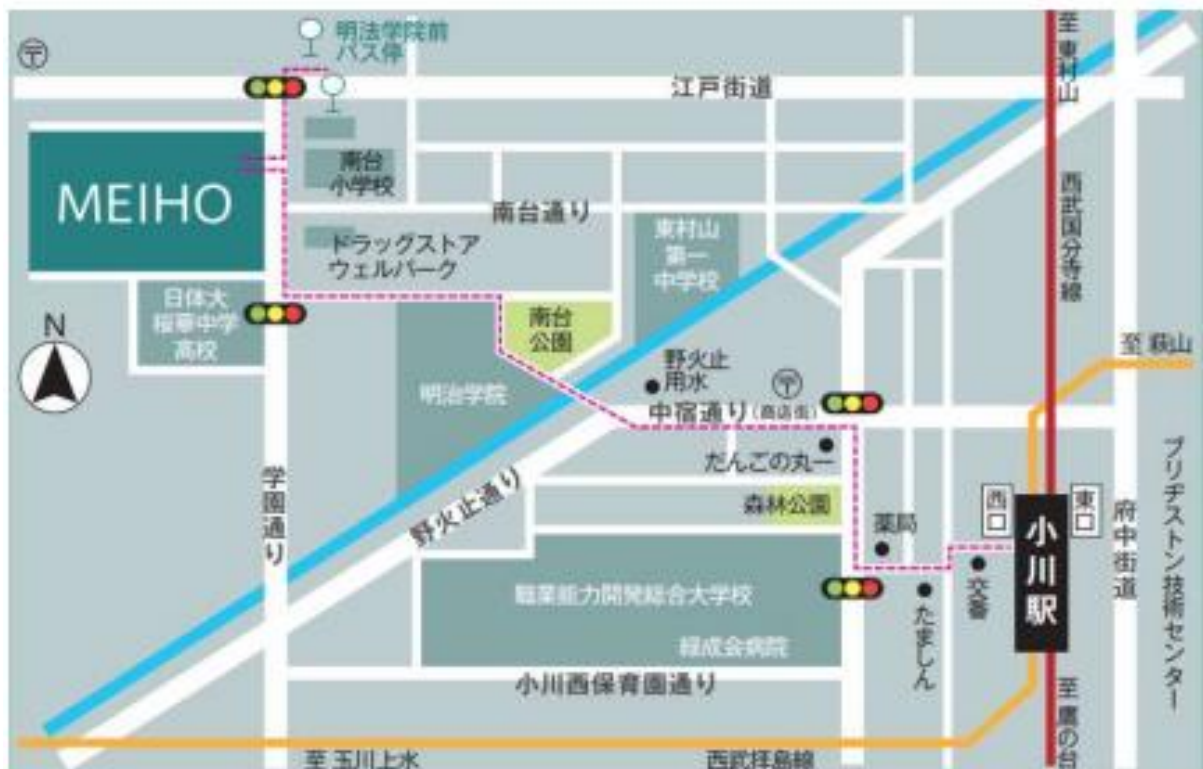 明法学院前
バス停
〒
江戸街道
至 東村山
MEIHO
南台
小学校
南台通り
西武国分寺線
ドラッグストア
ウェルパーク
東村山
第一
中学校
日体大
桜華中学
高校
N
南台
公園
至 萩山
明治学院
野火止
用水
〒
中宿通り(商店街)
だんごの丸一
学園通り
野火止通り
森林公園
薬局
西口
東口
小川駅
府中街道
ブリヂストン技術センター
交番
たましん
職業能力開発総合大学校
緑成会病院
小川西保育園通り
至 鷹の台
至 玉川上水
西武拝島線